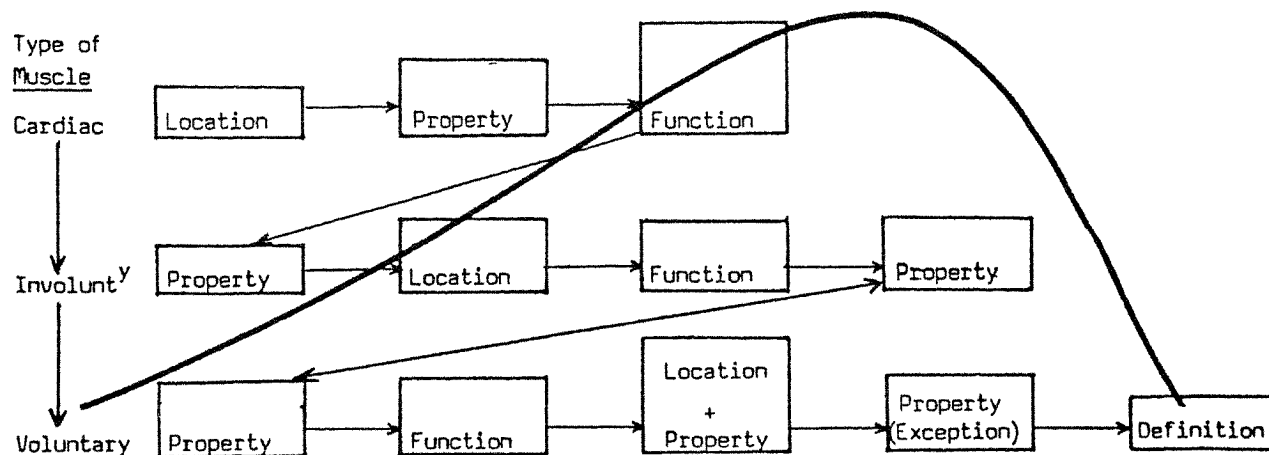 Type of
Muscle
Cardiac
Location
Property
Function
Involuntʸ
Property
Location
Function
Property
Voluntary
Property
Function
Location
+
Property
Property
(Exception)
Definition